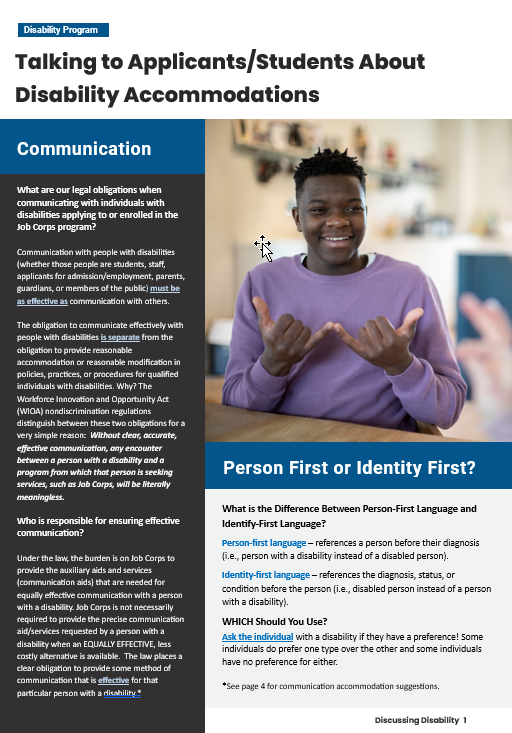 Disability Program
Talking to Applicants/Students About
Disability Accommodations
Communication
What are our legal obligations when
communicating with individuals with
disabilities applying to or enrolled in the
Job Corps program?
Communication with people with disabilities
(whether those people are students, staff,
applicants for admission/employment, parents,
guardians, or members of the public) must be
as effective as communication with others.
The obligation to communicate effectively with
people with disabilities is separate from the
obligation to provide reasonable
accommodation or reasonable modification in
policies, practices, or procedures for qualified
individuals with disabilities. Why? The
Workforce Innovation and Opportunity Act
(WIOA) nondiscrimination regulations
distinguish between these two obligations for a
very simple reason: Without clear, accurate,
effective communication, any encounter
between a person with a disability and a
program from which that person is seeking
services, such as Job Corps, will be literally
meaningless.
Who is responsible for ensuring effective
communication?
Under the law, the burden is on Job Corps to
provide the auxiliary aids and services
(communication aids) that are needed for
equally effective communication with a person
with a disability. Job Corps is not necessarily
required to provide the precise communication
aid/services requested by a person with a
disability when an EQUALLY EFFECTIVE, less
costly alternative is available. The law places a
clear obligation to provide some method of
communication that is effective for that
particular person with a disability.*
Person First or Identity First?
What is the Difference Between Person-First Language and
Identify-First Language?
Person-first language – references a person before their diagnosis
(i.e., person with a disability instead of a disabled person).
Identity-first language – references the diagnosis, status, or
condition before the person (i.e., disabled person instead of a person
with a disability).
WHICH Should You Use?
Ask the individual with a disability if they have a preference! Some
individuals do prefer one type over the other and some individuals
have no preference for either.
*See page 4 for communication accommodation suggestions.
Discussing Disability 1